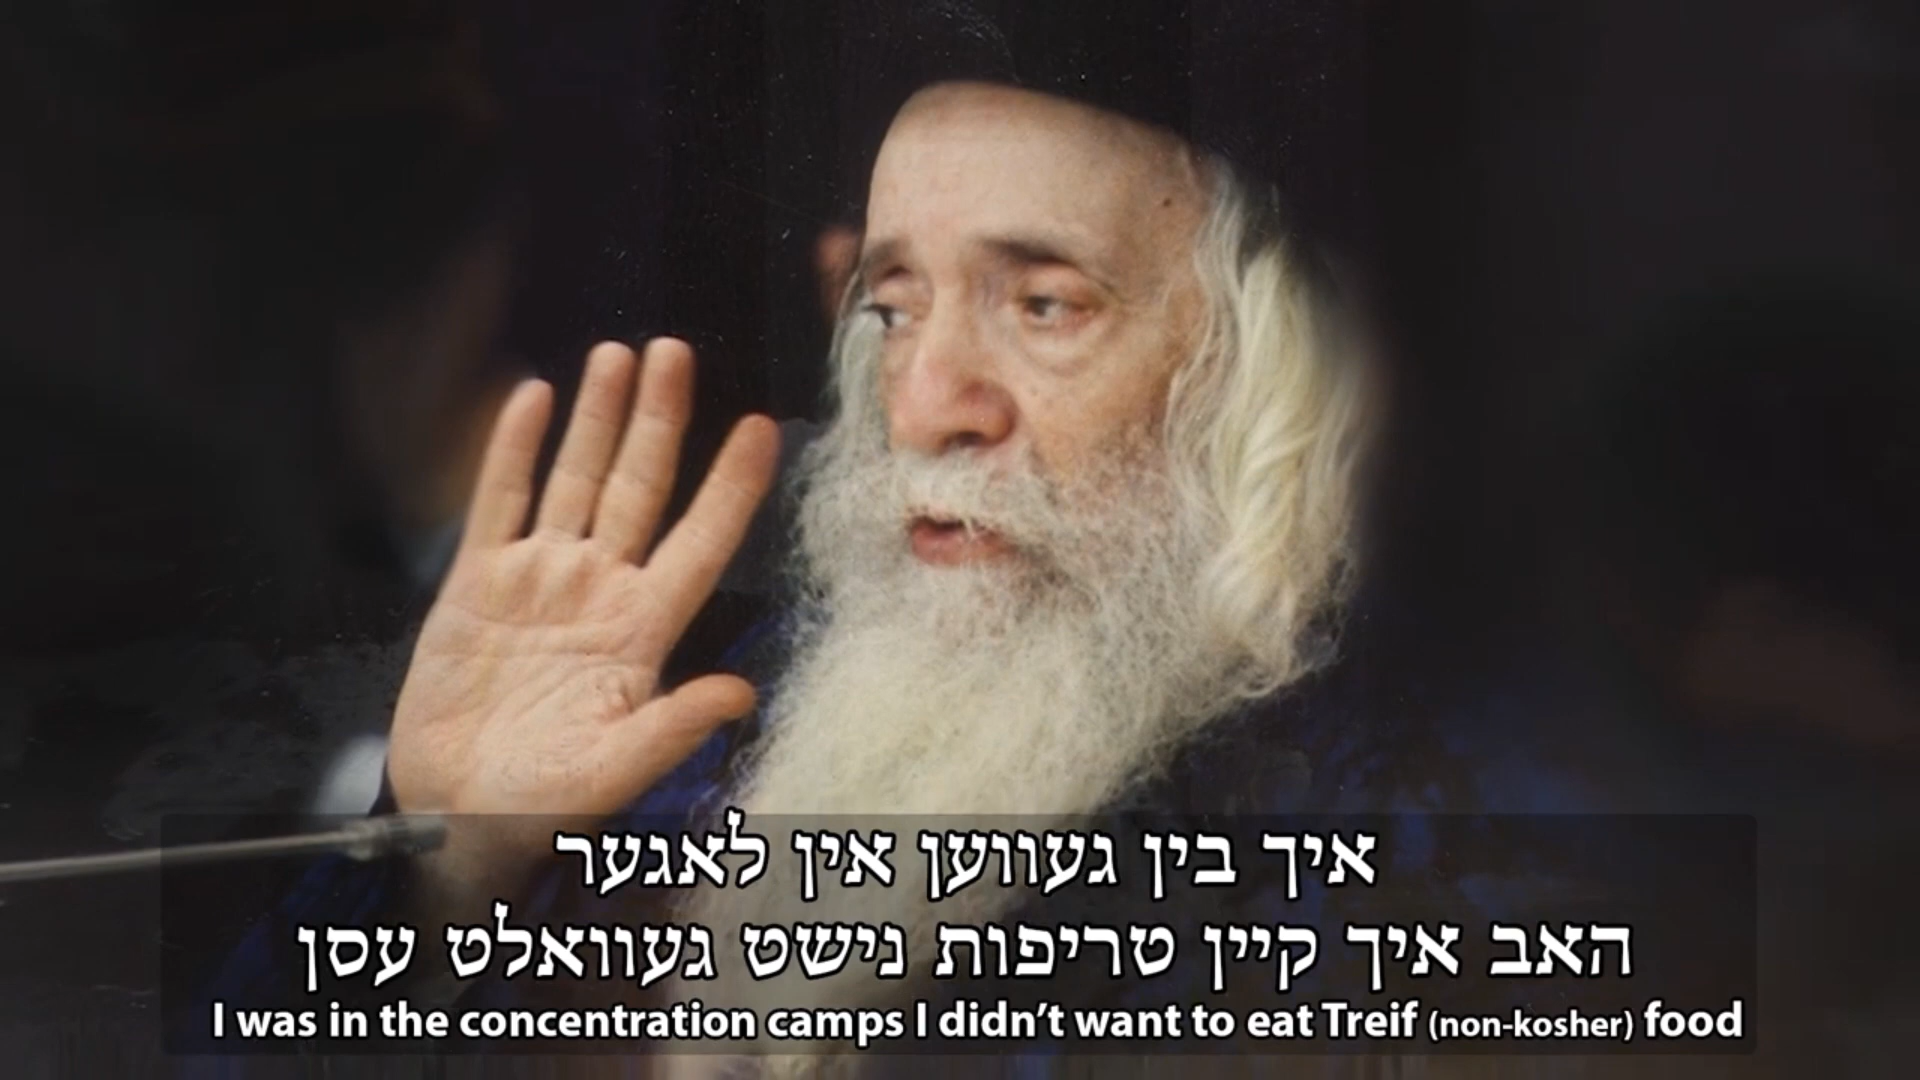 איך בין געווען אין לאגער
האב איך קיין טריפות נישט געוואלט עסן
I was in the concentration camps I didn’t want to eat Treif (non-kosher) food